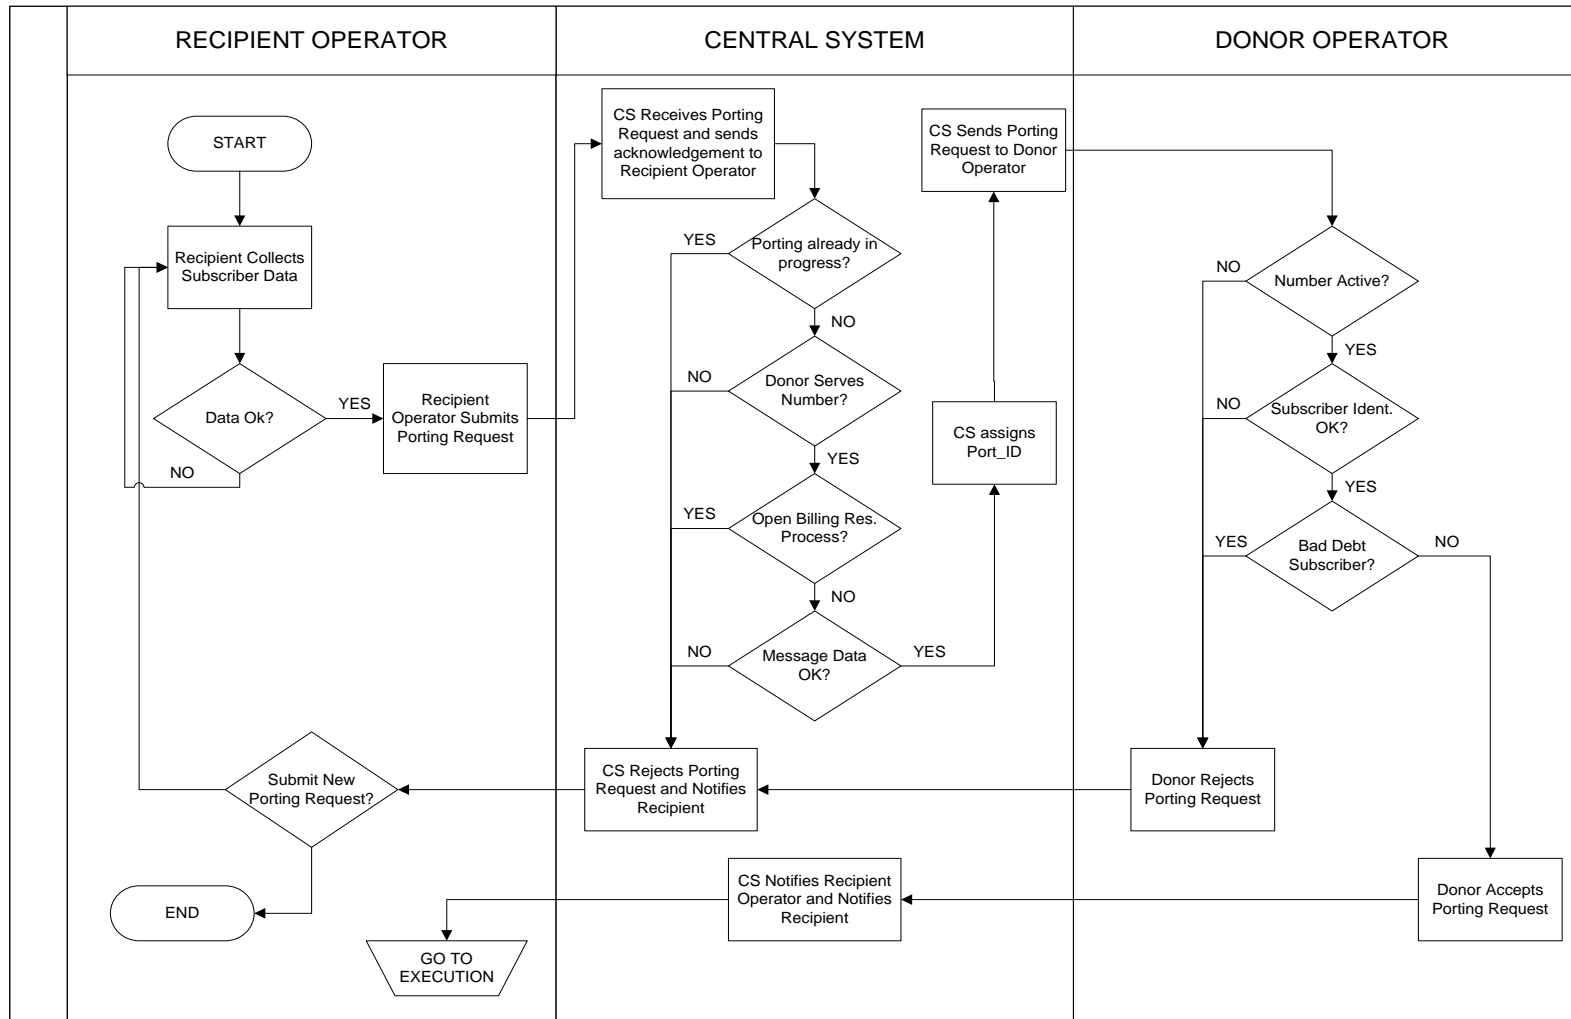 RECIPIENT OPERATOR
CENTRAL SYSTEM
DONOR OPERATOR
START
Recipient Collects
Subscriber Data
Data Ok?
YES
NO
Recipient
Operator Submits
Porting Request
CS Receives Porting
Request and sends
acknowledgement to
Recipient Operator
Porting already in
progress?
YES
NO
Donor Serves
Number?
NO
YES
Open Billing Res.
Process?
YES
NO
Message Data
OK?
NO
YES
CS assigns
Port_ID
CS Sends Porting
Request to Donor
Operator
Number Active?
NO
YES
Subscriber Ident.
OK?
NO
YES
Bad Debt
Subscriber?
YES
NO
Submit New
Porting Request?
CS Rejects Porting
Request and Notifies
Recipient
Donor Rejects
Porting Request
END
CS Notifies Recipient
Operator and Notifies
Recipient
Donor Accepts
Porting Request
GO TO
EXECUTION